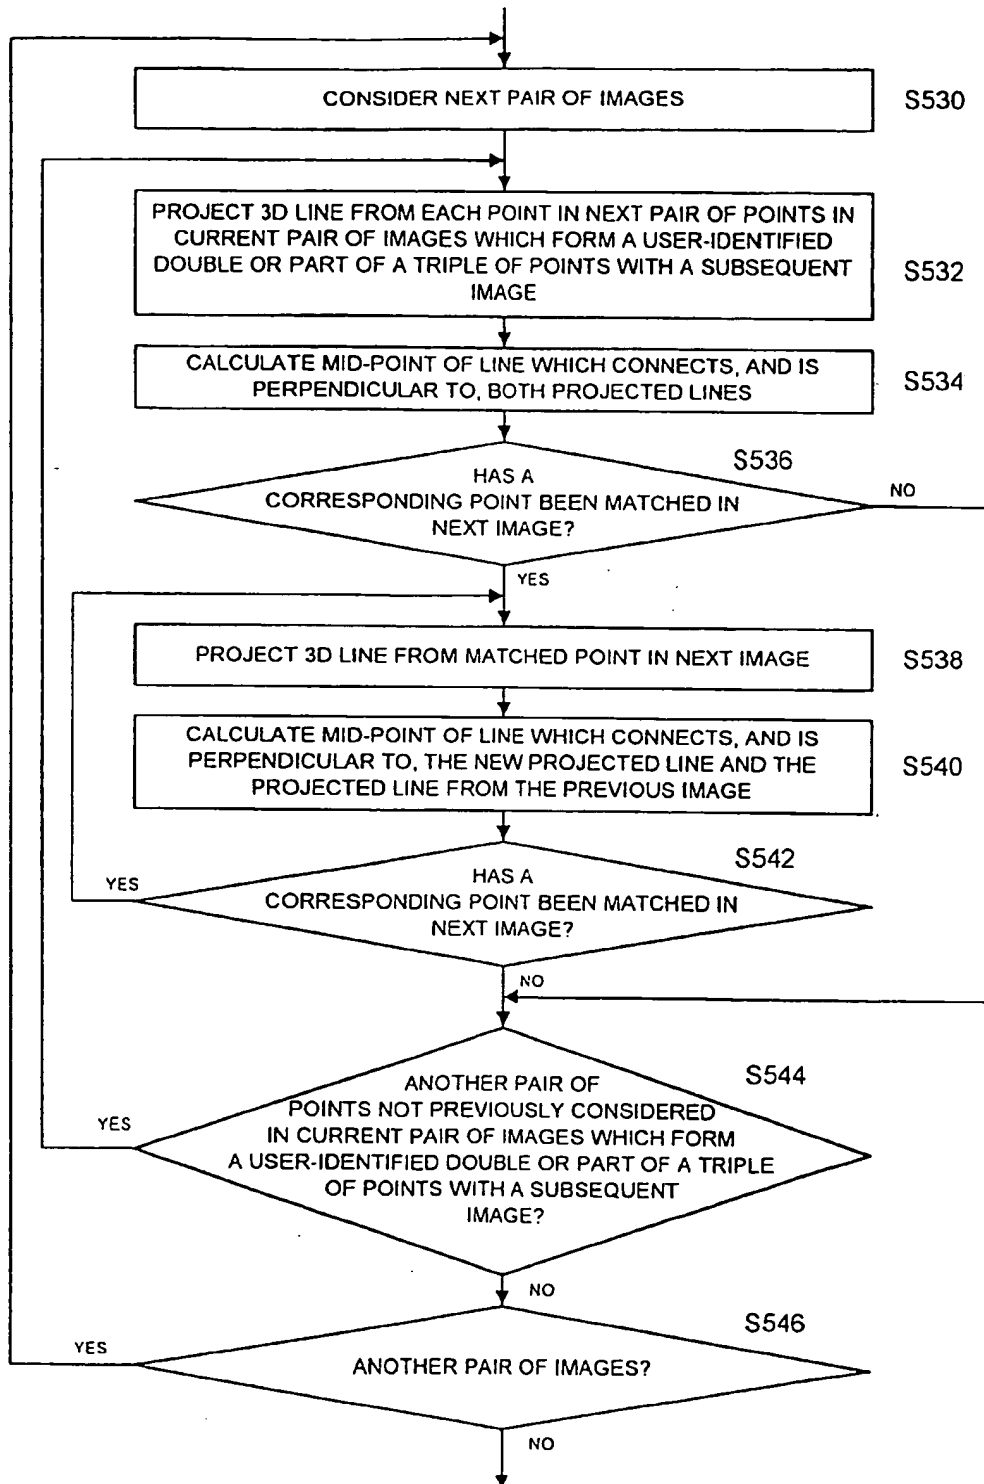 CONSIDER NEXT PAIR OF IMAGES
S530
PROJECT 3D LINE FROM EACH POINT IN NEXT PAIR OF POINTS IN
CURRENT PAIR OF IMAGES WHICH FORM A USER-IDENTIFIED
DOUBLE OR PART OF A TRIPLE OF POINTS WITH A SUBSEQUENT
IMAGE
S532
CALCULATE MID-POINT OF LINE WHICH CONNECTS, AND IS
PERPENDICULAR TO, BOTH PROJECTED LINES
S534
S536
HAS A
CORRESPONDING POINT BEEN MATCHED IN
NEXT IMAGE?
NO
YES
PROJECT 3D LINE FROM MATCHED POINT IN NEXT IMAGE
S538
CALCULATE MID-POINT OF LINE WHICH CONNECTS, AND IS
PERPENDICULAR TO, THE NEW PROJECTED LINE AND THE
PROJECTED LINE FROM THE PREVIOUS IMAGE
S540
S542
YES
HAS A
CORRESPONDING POINT BEEN MATCHED IN
NEXT IMAGE?
NO
S544
YES
ANOTHER PAIR OF
POINTS NOT PREVIOUSLY CONSIDERED
IN CURRENT PAIR OF IMAGES WHICH FORM
A USER-IDENTIFIED DOUBLE OR PART OF A TRIPLE
OF POINTS WITH A SUBSEQUENT
IMAGE?
NO
S546
YES
ANOTHER PAIR OF IMAGES?
NO